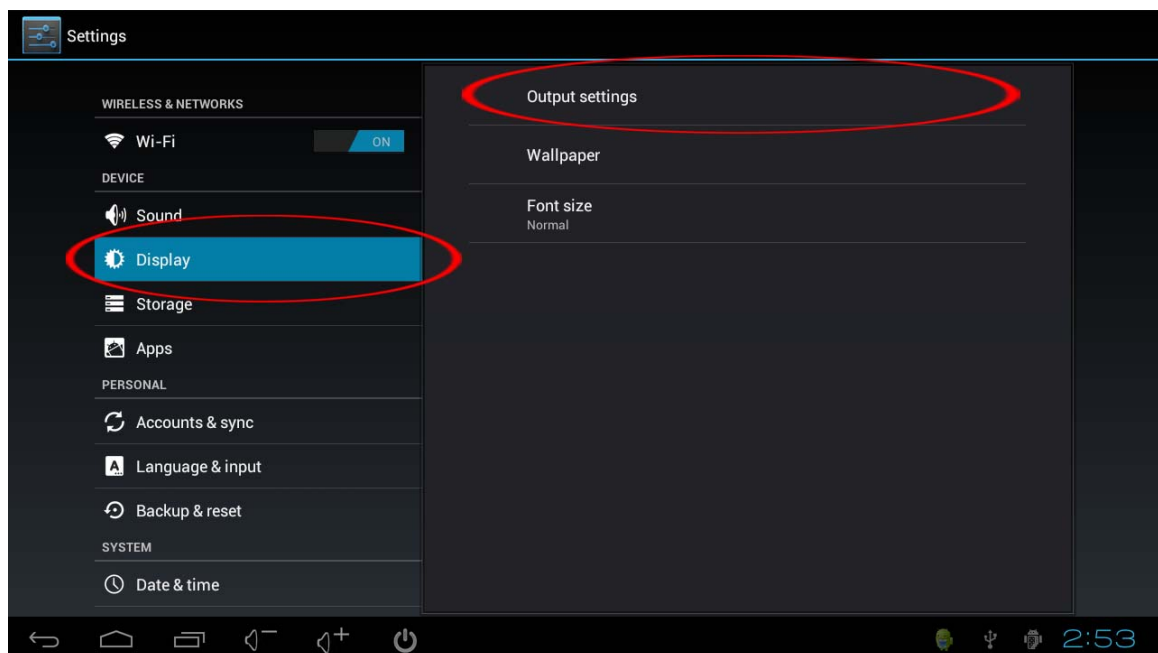 Settings
WIRELESS & NETWORKS
Wi-Fi
ON
DEVICE
Sound
Display
Storage
Apps
PERSONAL
Accounts & sync
Language & input
Backup & reset
SYSTEM
Date & time
Output settings
Wallpaper
Font size
Normal
2:53